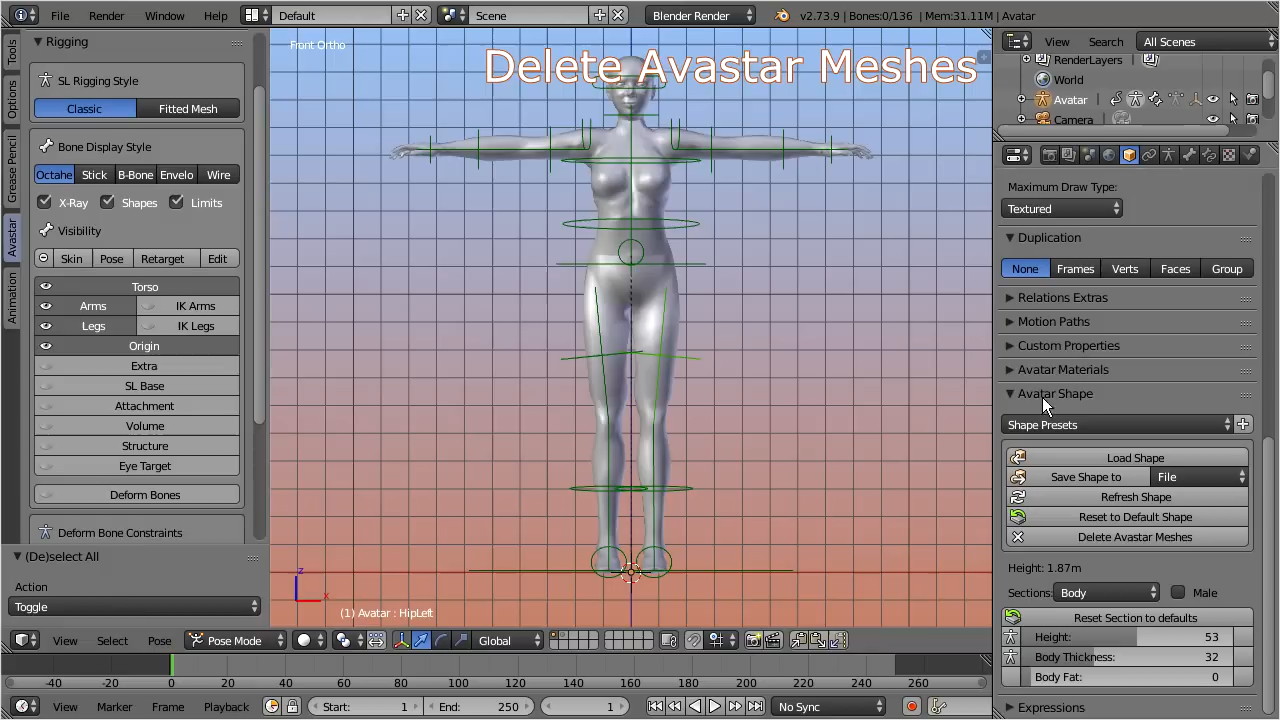 File Render Window Help Default Scene Blender Render v2.73.9 | Bones:0/136 | Mem:31.11M | Avatar
Tools
Options
Grease Pencil
Avastar
Animation
Rigging
SL Rigging Style
Classic Fitted Mesh
Bone Display Style
Octahe Stick B-Bone Envelo Wire
X-Ray Shapes Limits
Visibility
Skin Pose Retarget Edit
Torso
Arms IK Arms
Legs IK Legs
Origin
Extra
SL Base
Attachment
Volume
Structure
Eye Target
Deform Bones
Deform Bone Constraints
(De)select All
Action
Toggle
Front Ortho
Delete Avastar Meshes
z
x
(1) Avatar : HipLeft
View Select Pose Pose Mode Global
-40 -20 0 20 40 60 80 100 120 140 160 180 200 220 240 260
View Marker Frame Playback Start: 1 End: 250 1 No Sync
View Search All Scenes
RenderLayers
World
Avatar
Camera
Maximum Draw Type:
Textured
Duplication
None Frames Verts Faces Group
Relations Extras
Motion Paths
Custom Properties
Avatar Materials
Avatar Shape
Shape Presets
Load Shape
Save Shape to File
Refresh Shape
Reset to Default Shape
Delete Avastar Meshes
Height: 1.87m
Sections: Body Male
Reset Section to defaults
Height: 53
Body Thickness: 32
Body Fat: 0
Expressions